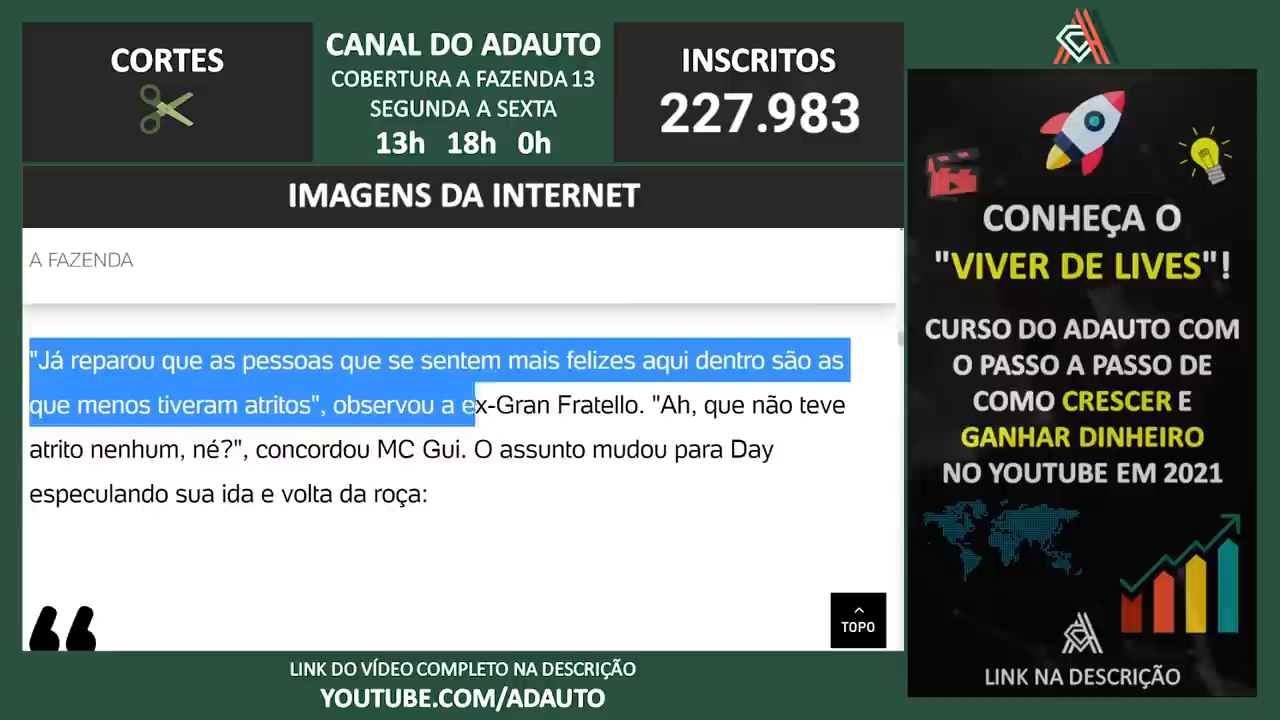 CORTES
CANAL DO ADAUTO
COBERTURA A FAZENDA 13
SEGUNDA A SEXTA
13h 18h 0h
INSCRITOS
227.983
IMAGENS DA INTERNET
A FAZENDA
"Já reparou que as pessoas que se sentem mais felizes aqui dentro são as
que menos tiveram atritos", observou a ex-Gran Fratello. "Ah, que não teve
atrito nenhum, né?", concordou MC Gui. O assunto mudou para Day
especulando sua ida e volta da roça:
“
TOPO
LINK DO VÍDEO COMPLETO NA DESCRIÇÃO
YOUTUBE.COM/ADAUTO
CONHEÇA O
"VIVER DE LIVES"!
CURSO DO ADAUTO COM
O PASSO A PASSO DE
COMO CRESCER E
GANHAR DINHEIRO
NO YOUTUBE EM 2021
LINK NA DESCRIÇÃO